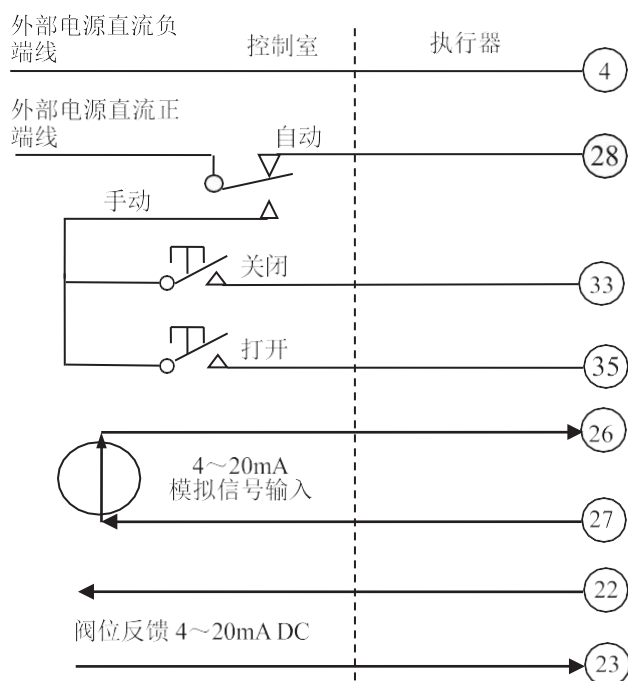 外部电源直流负
端线
控制室
执行器
4
外部电源直流正
端线
自动
28
手动
关闭
33
打开
35
26
4～20mA
模拟信号输入
27
22
阀位反馈 4～20mA DC
23